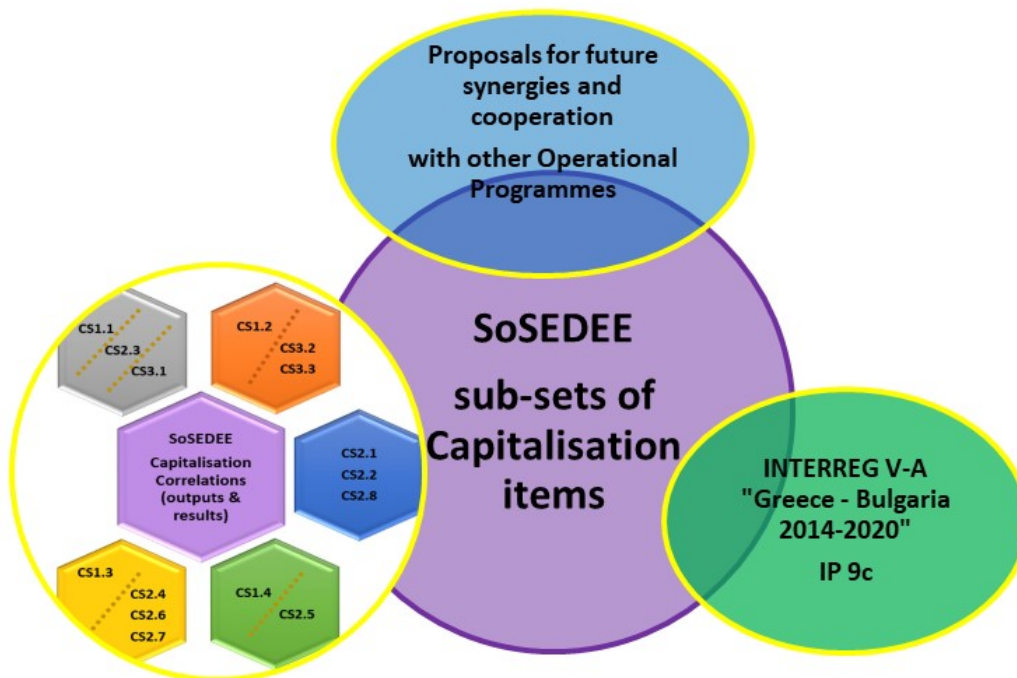 Proposals for future
synergies and
cooperation
with other Operational
Programmes
SoSEDEE
sub-sets of
Capitalisation
items
INTERREG V-A
"Greece - Bulgaria
2014-2020"
IP 9c
CS1.1
CS2.3
CS3.1
CS1.2
CS3.2
CS3.3
SoSEDEE
Capitalisation
Correlations
(outputs &
results)
CS2.1
CS2.2
CS2.8
CS1.3
CS2.4
CS2.6
CS2.7
CS1.4
CS2.5